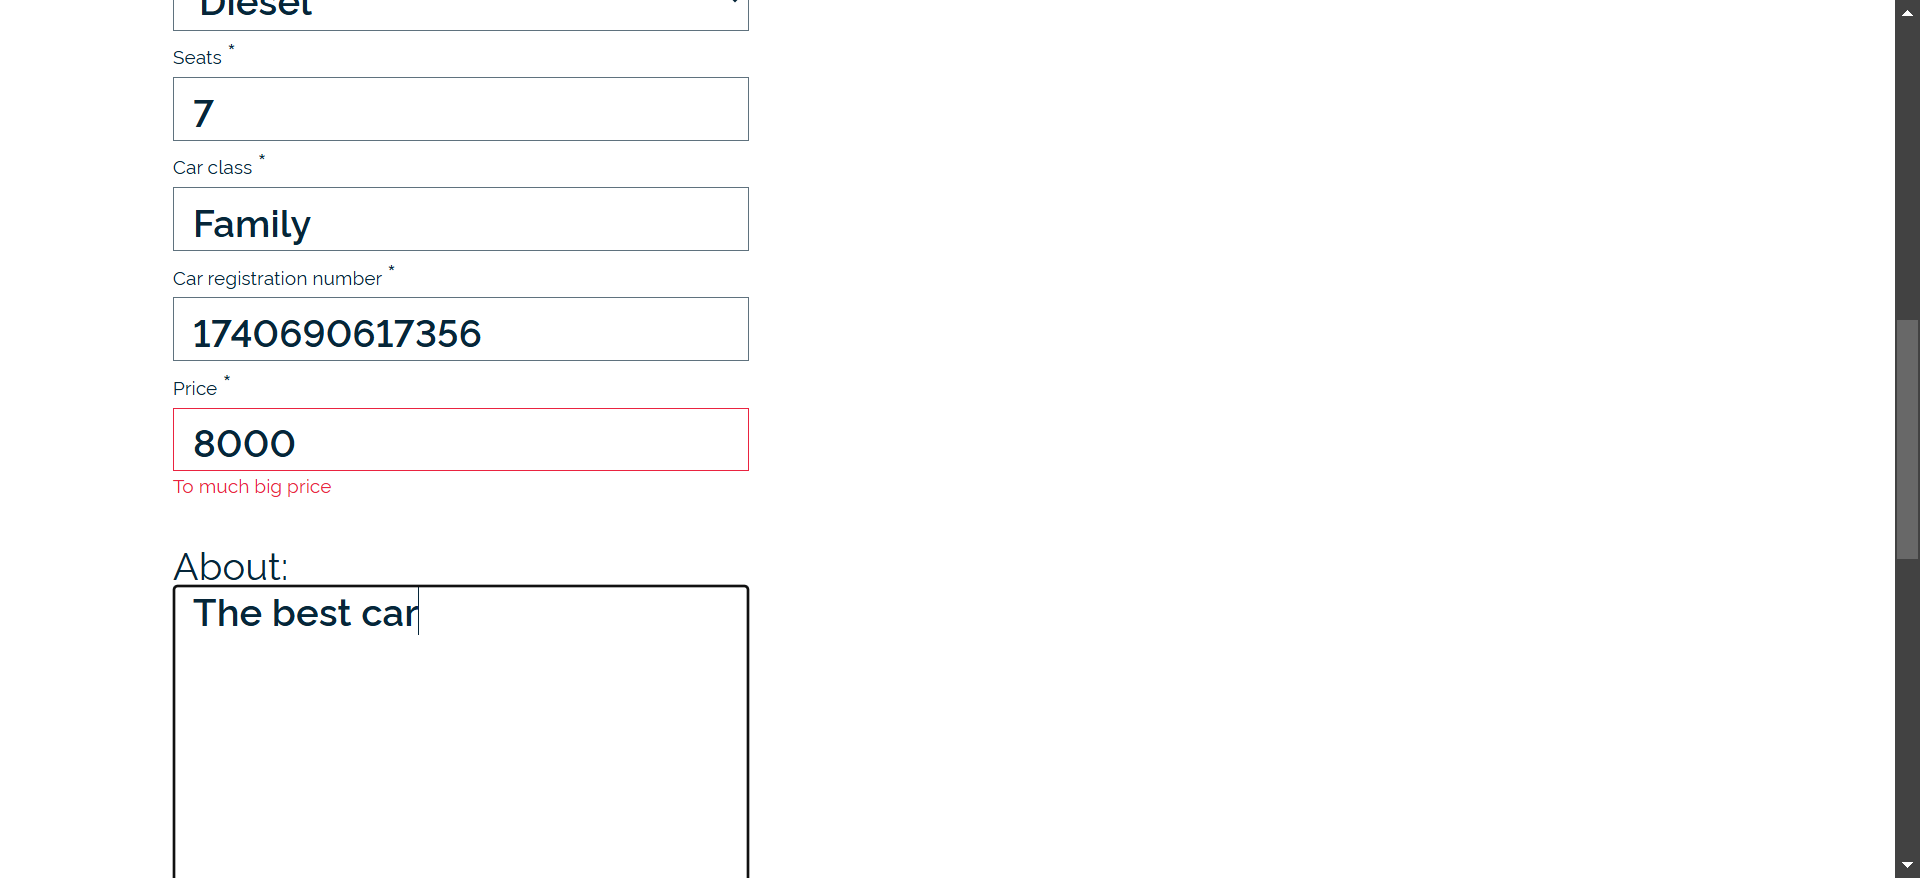 Diesel
Seats *
7
Car class *
Family
Car registration number *
1740690617356
Price *
8000
To much big price
About:
The best car